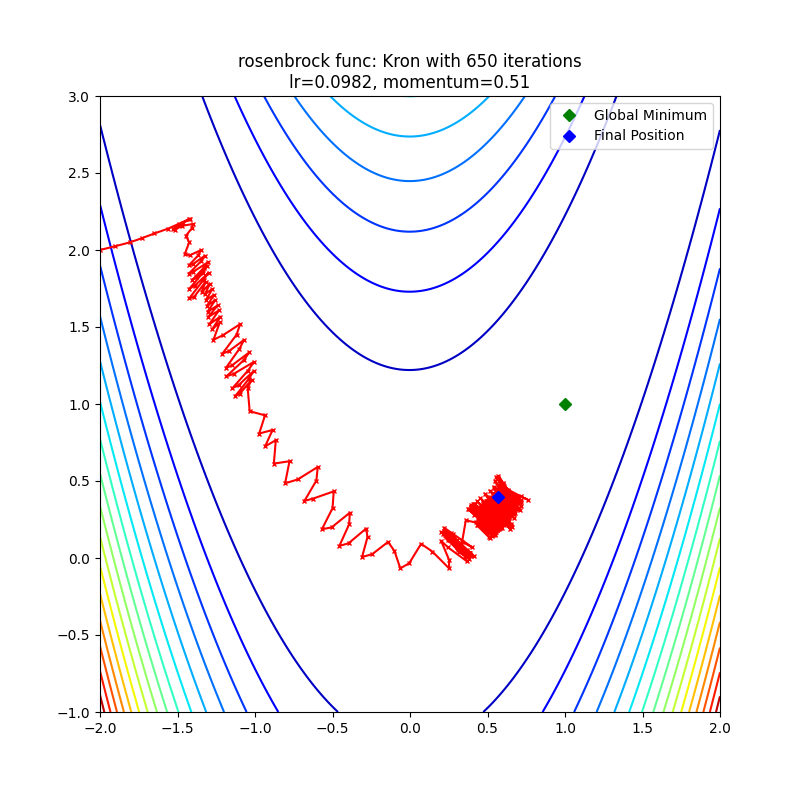 rosenbrock func: Kron with 650 iterations
lr=0.0982, momentum=0.51
Global Minimum
Final Position
3.0
2.5
2.0
1.5
1.0
0.5
0.0
−0.5
−1.0
−2.0 −1.5 −1.0 −0.5 0.0 0.5 1.0 1.5 2.0